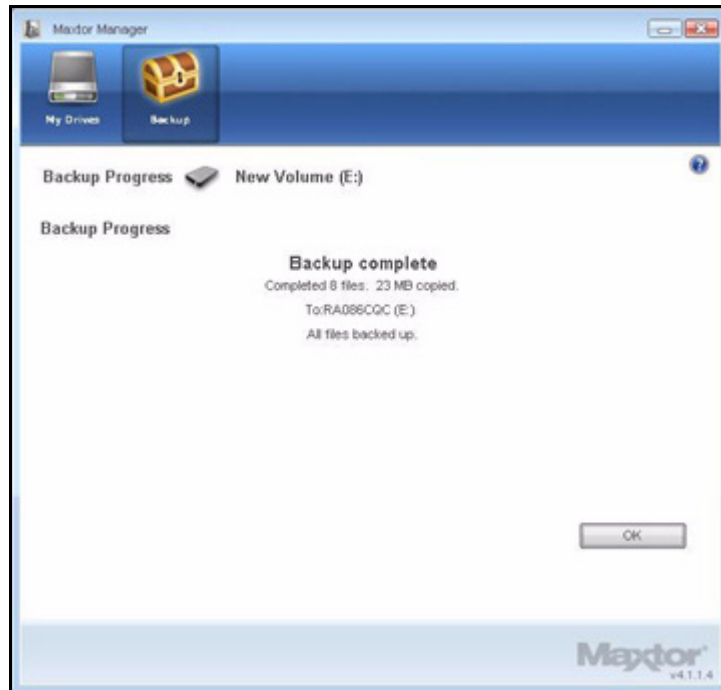 Maxtor Manager
My Drives
Backup
Backup Progress New Volume (E:)
Backup Progress
Backup complete
Completed 8 files. 23 MB copied.
To:RA086CQC (E:)
All files backed up.
OK
Maxtor
v4.1.1.4